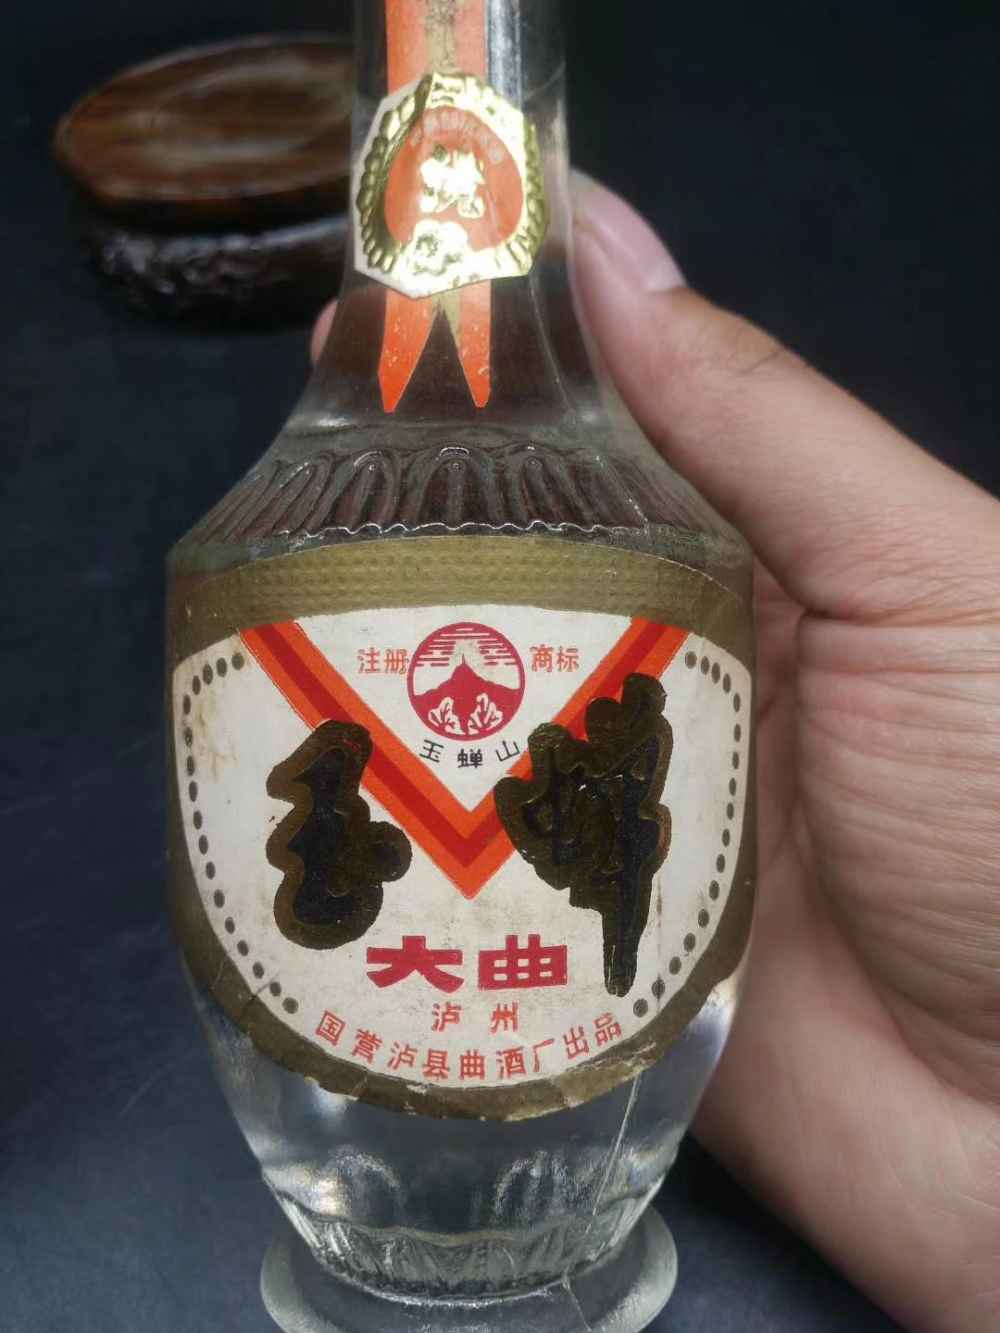 注册 商标
玉蝉山
玉蝉
大曲
泸州
国营泸县曲酒厂出品